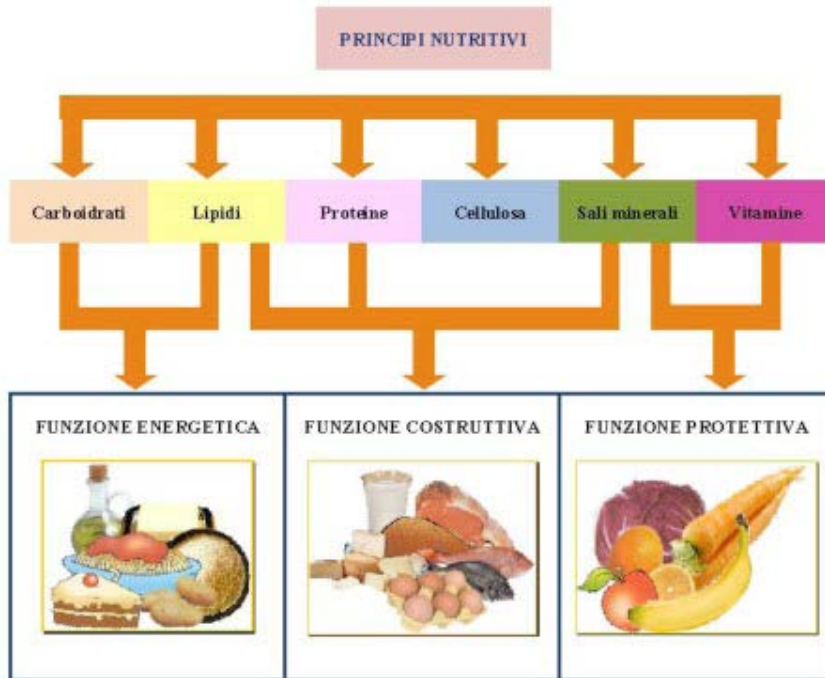 PRINCIPI NUTRITIVI
Carboidrati
Lipidi
Proteine
Cellulosa
Sali minerali
Vitamine
FUNZIONE ENERGETICA
FUNZIONE COSTRUTTIVA
FUNZIONE PROTETTIVA